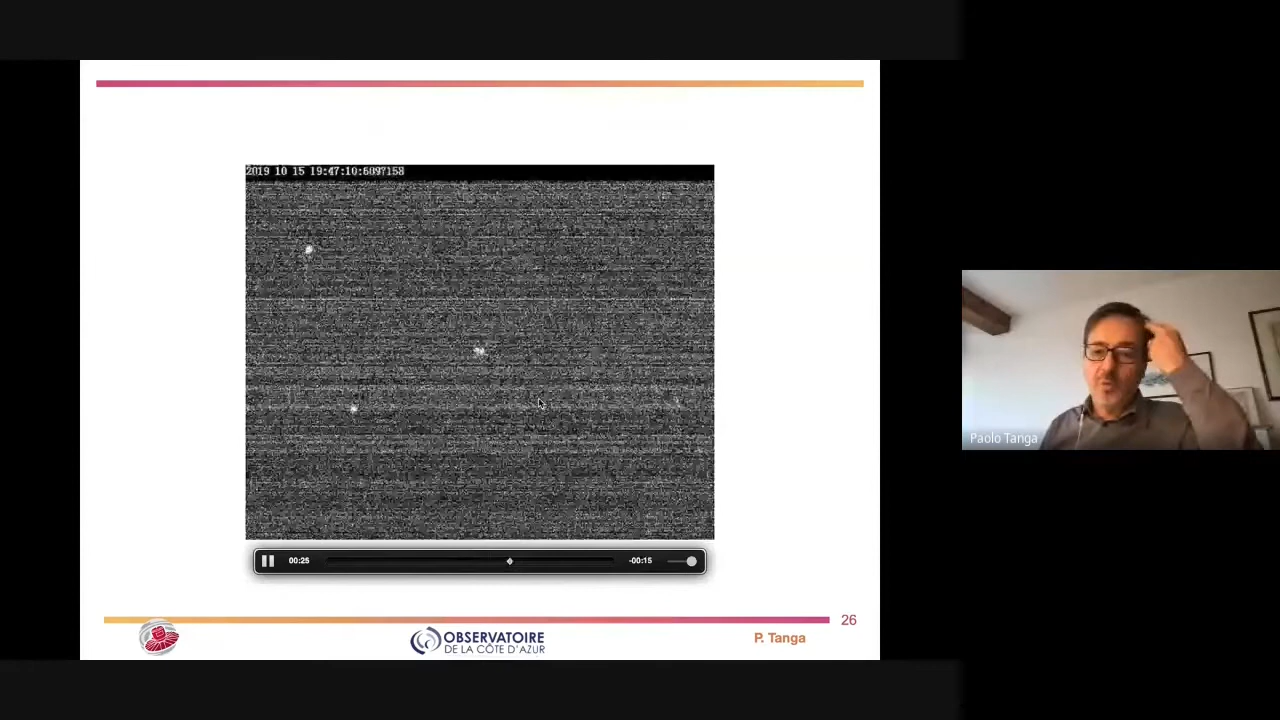 2019 10 15 19:47:10:6097158
00:25
-00:15
26
OBSERVATOIRE
DE LA CÔTE D'AZUR
P. Tanga
Paolo Tanga